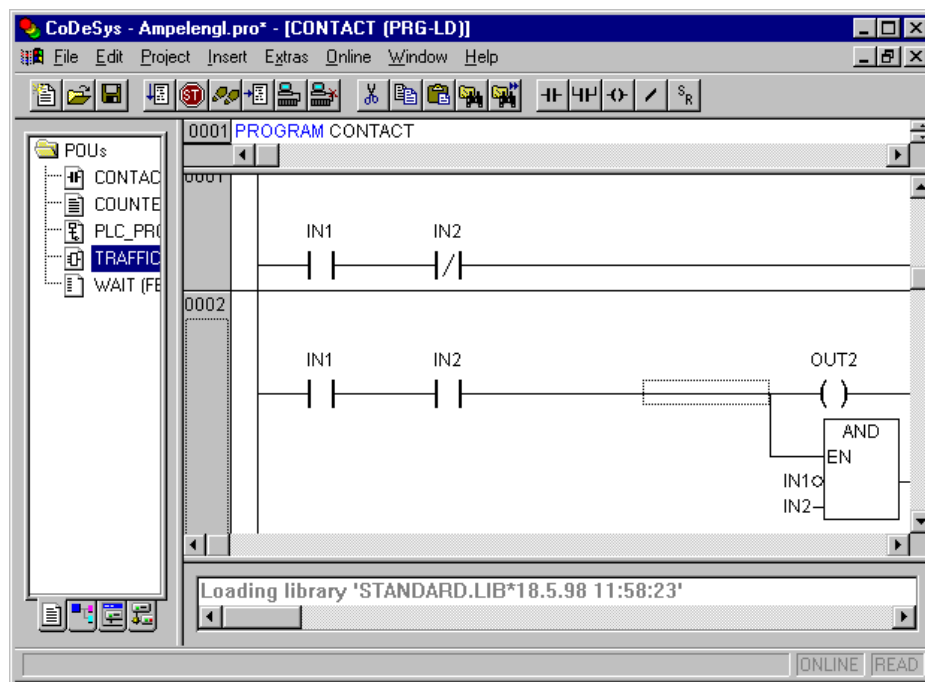 CoDeSys - Ampelengl.pro* - [CONTACT (PRG-LD)]
File Edit Project Insert Extras Online Window Help
ST
S R
0001 PROGRAM CONTACT
POUs
CONTAC
COUNTE
PLC_PR(
TRAFFIC
WAIT (FE
0001
IN1 IN2
0002
IN1 IN2 OUT2
AND
EN
IN1
IN2
Loading library 'STANDARD.LIB*18.5.98 11:58:23'
ONLINE READ